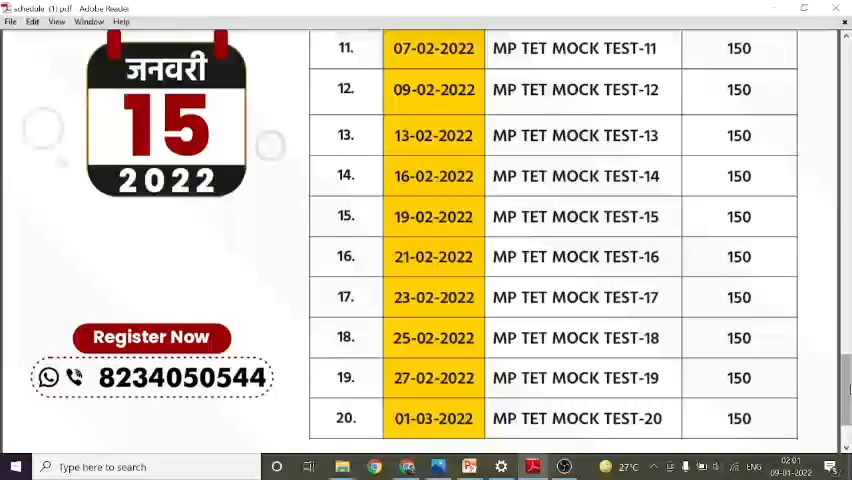 schedule (1).pdf - Adobe Reader
File Edit View Window Help
जनवरी
15
2022
Register Now
8234050544
11. 07-02-2022 MP TET MOCK TEST-11 150
12. 09-02-2022 MP TET MOCK TEST-12 150
13. 13-02-2022 MP TET MOCK TEST-13 150
14. 16-02-2022 MP TET MOCK TEST-14 150
15. 19-02-2022 MP TET MOCK TEST-15 150
16. 21-02-2022 MP TET MOCK TEST-16 150
17. 23-02-2022 MP TET MOCK TEST-17 150
18. 25-02-2022 MP TET MOCK TEST-18 150
19. 27-02-2022 MP TET MOCK TEST-19 150
20. 01-03-2022 MP TET MOCK TEST-20 150
Type here to search
27°C
ENG
02:01
09-01-2022